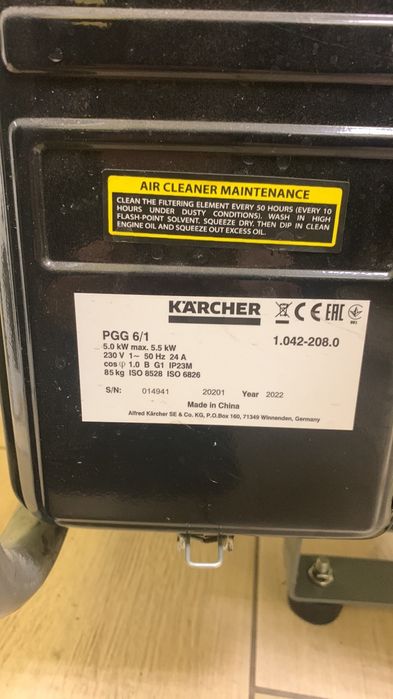 AIR CLEANER MAINTENANCE
CLEAN THE FILTERING ELEMENT EVERY 50 HOURS (EVERY 10
HOURS UNDER DUSTY CONDITIONS). WASH IN HIGH
FLASH-POINT SOLVENT. SQUEEZE DRY, THEN DIP IN CLEAN
ENGINE OIL AND SQUEEZE OUT EXCESS OIL.
KÄRCHER CE EAC
PGG 6/1 1.042-208.0
5.0 kW max. 5.5 kW
230 V 1~ 50 Hz 24 A
cos φ 1.0 B G1 IP23M
85 kg ISO 8528 ISO 6826
S/N: 014941 20201 Year 2022
Made in China
Alfred Kärcher SE & Co. KG, P.O.Box 160, 71349 Winnenden, Germany